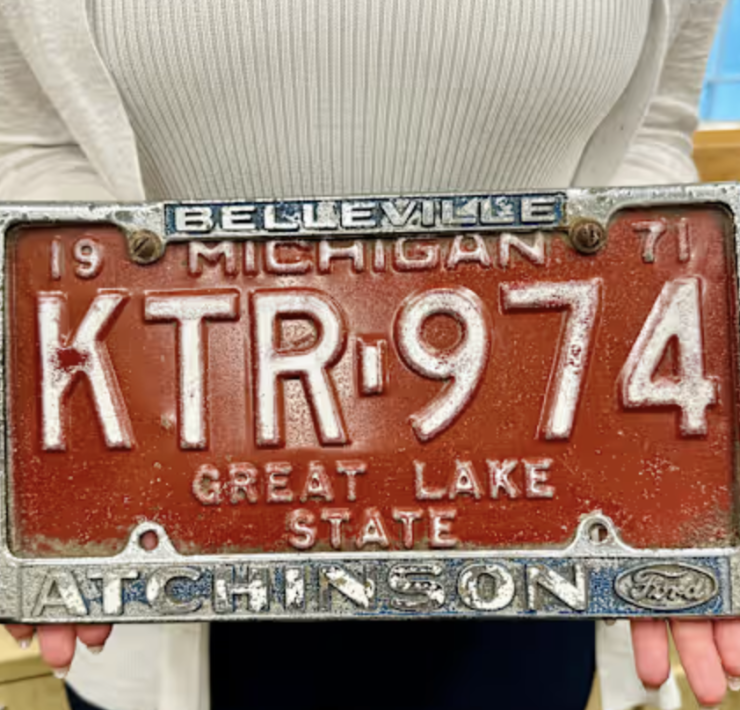 BELLEVILLE
19 MICHIGAN 71
KTR-974
GREAT LAKE
STATE
ATCHINSON Ford